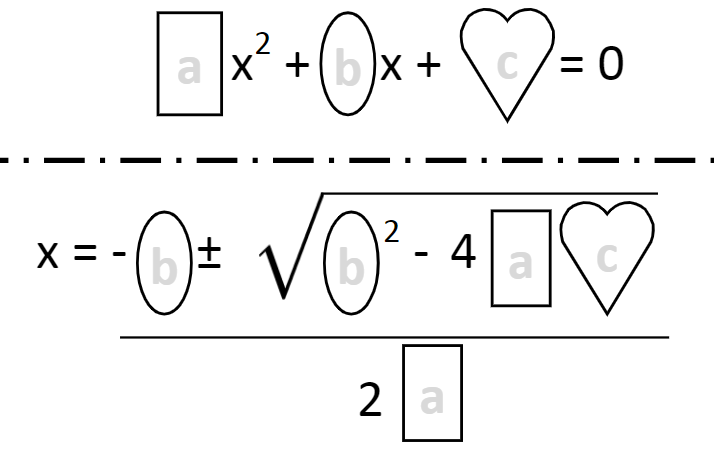 a x² + b x + c = 0
x = - b ± √ b² - 4 a c
2 a